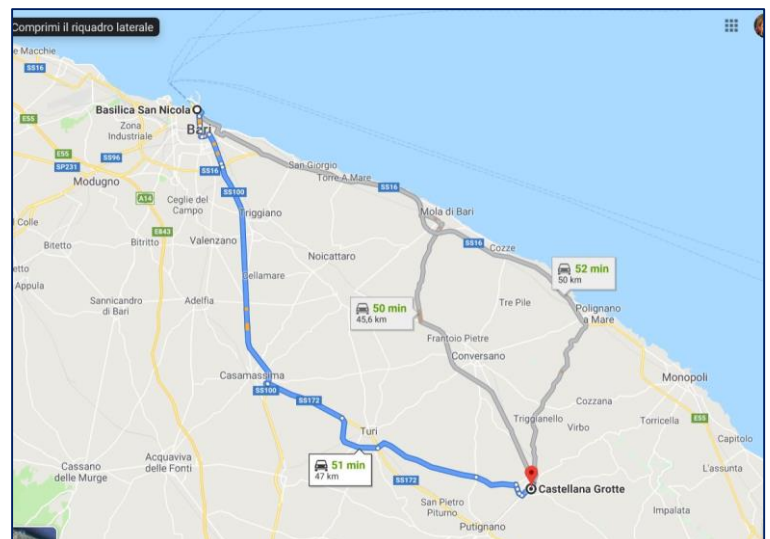 Comprimi il riquadro laterale
e Macchie
SS16
Basilica San Nicola
E55
Zona
Industriale
Bari
E55
SS96
SP231
SS16
San Giorgio
Torre A Mare
SS16
Modugno
A14
Ceglie del
Campo
SS100
Triggiano
Mola di Bari
l Colle
E843
Bitetto
Bitritto
Valenzano
SS16
Cozze
Noicattaro
52 min
50 km
etto
Appula
Cellamare
Sannicandro
di Bari
Adelfia
50 min
45,6 km
Tre Pile
Polignano
a Mare
Frantoio Pietre
Conversano
Casamassima
SS100
SS172
Monopoli
Cozzana
Triggianello
Virbo
Torricella
E55
Turi
Capitolo
Cassano
delle Murge
Acquaviva
delle Fonti
51 min
47 km
SS172
L'assunta
Castellana Grotte
San Pietro
Piturno
Impalata
Putignano